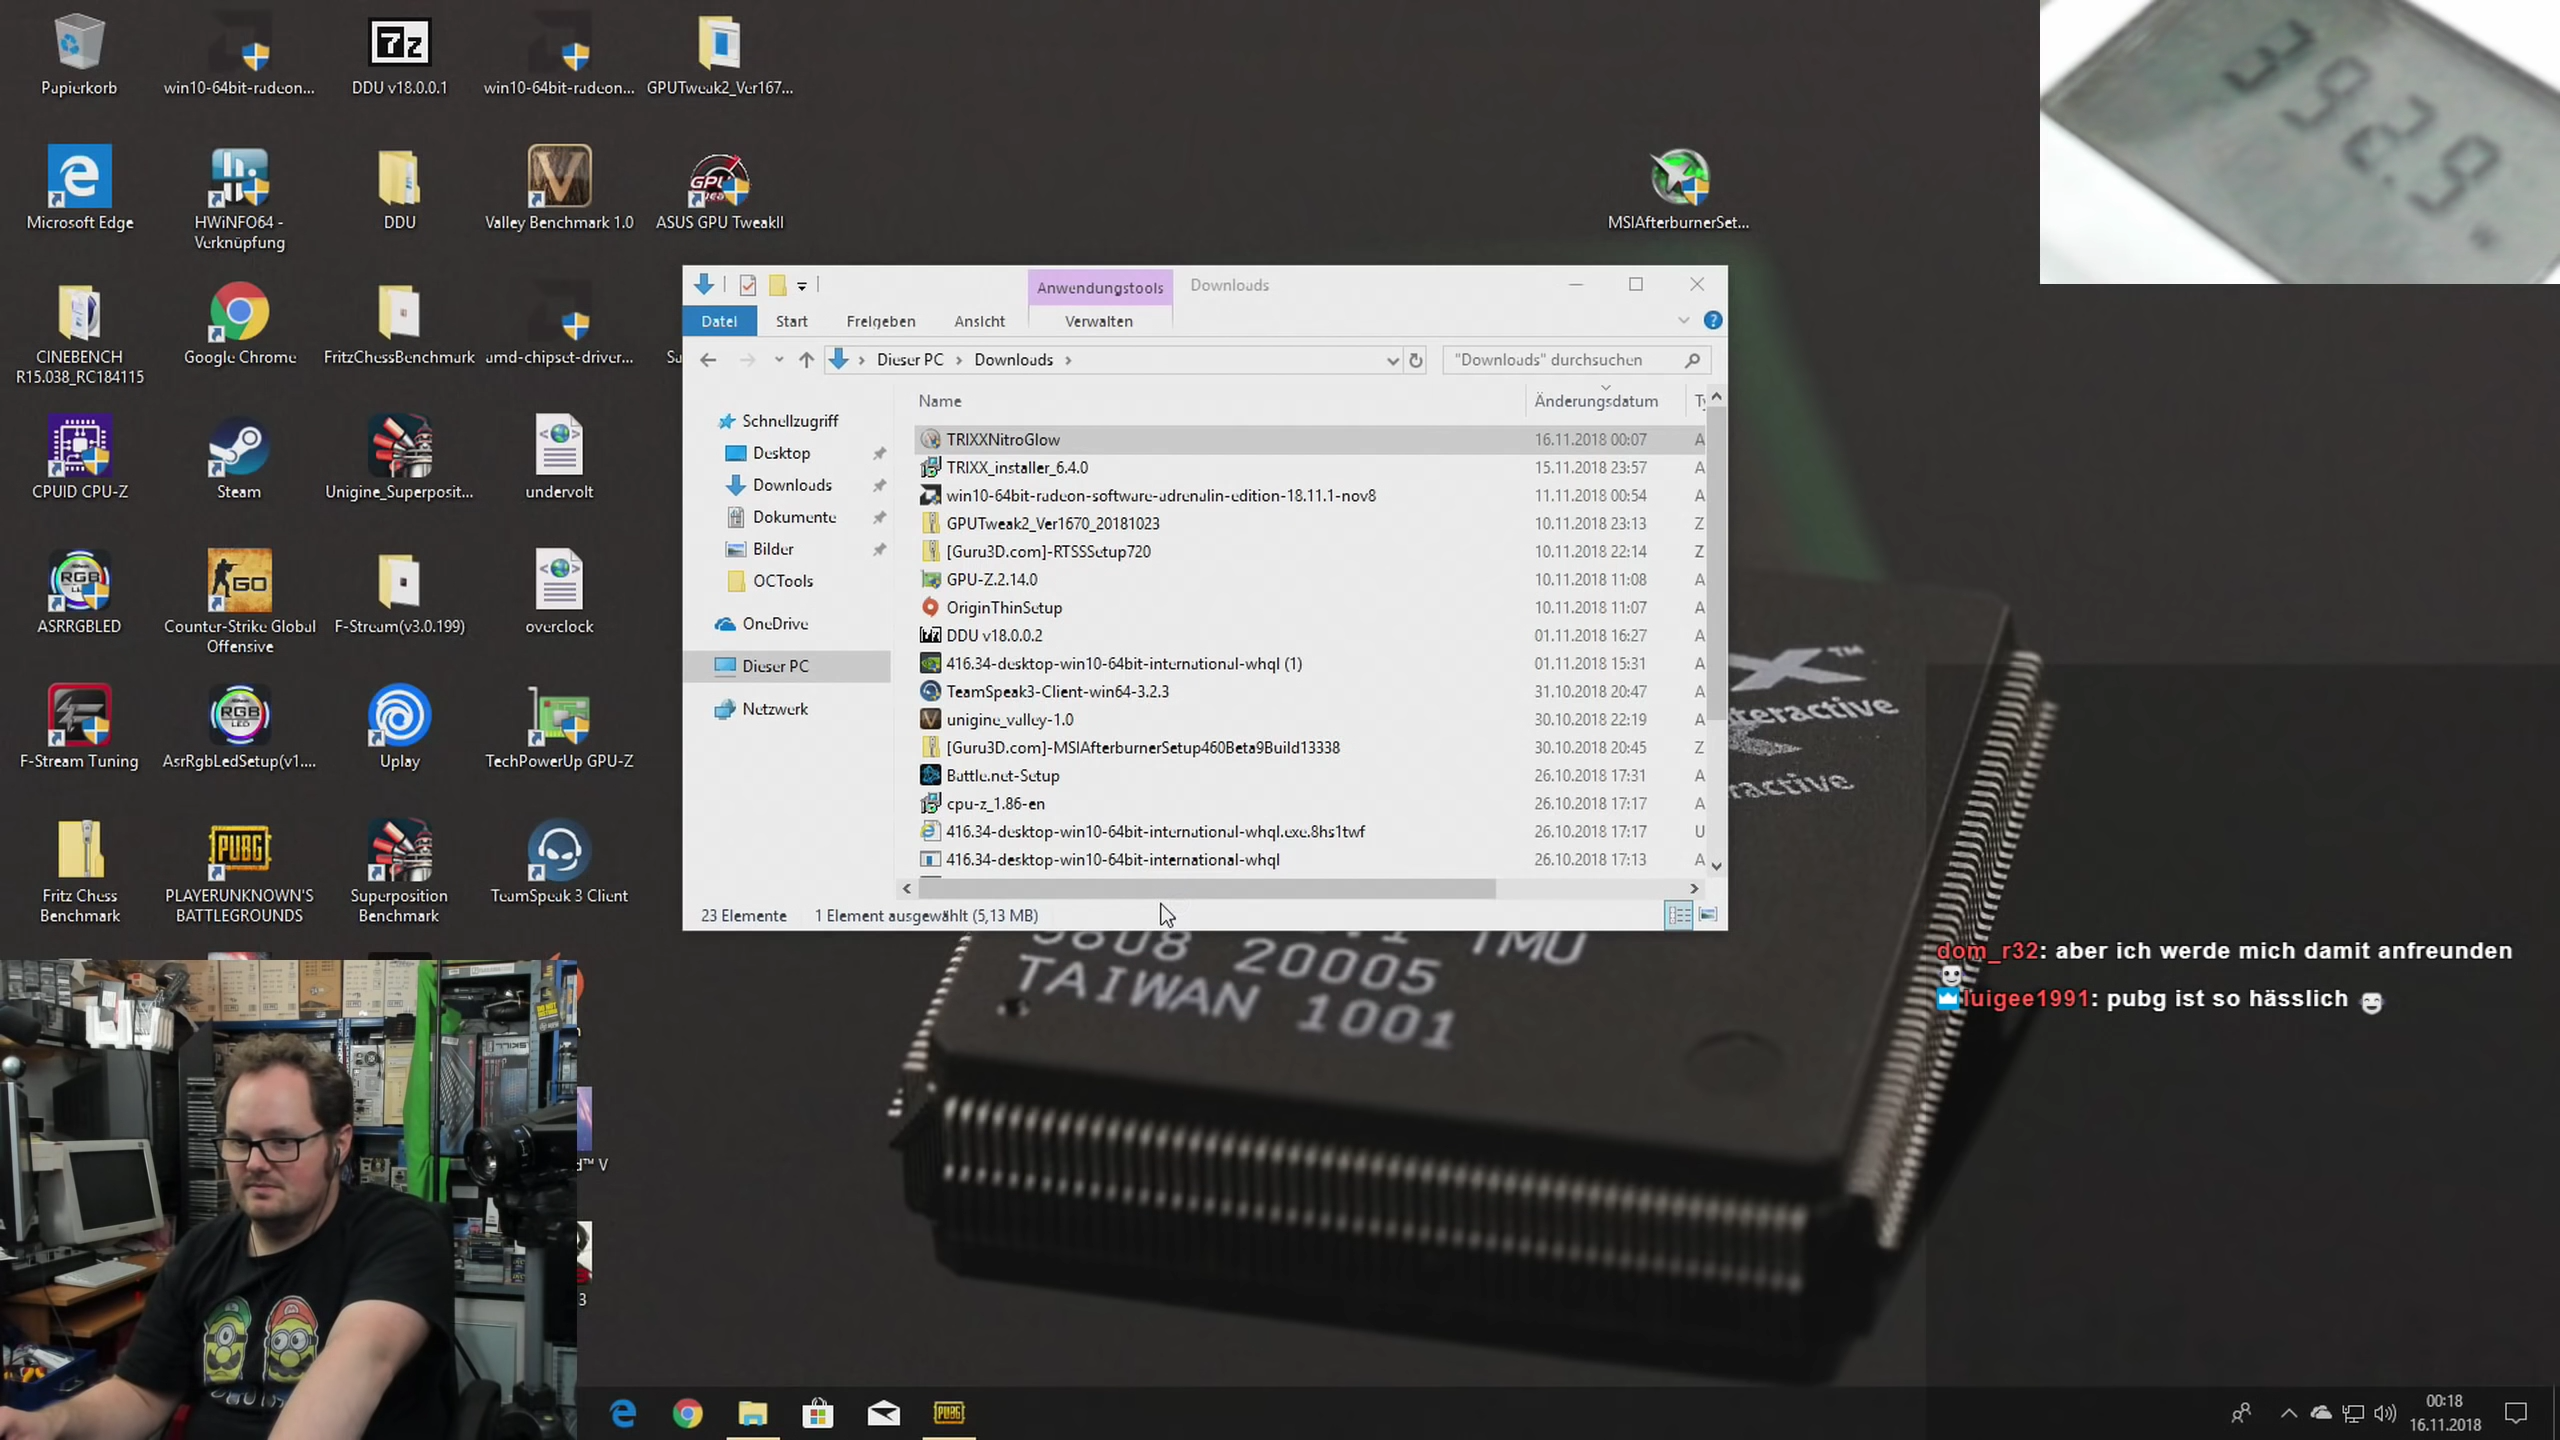 Papierkorb
win10-64bit-radeon...
DDU v18.0.0.1
win10-64bit-radeon...
GPUTweak2_Ver167...
392.9
Microsoft Edge
HWiNFO64 -
Verknüpfung
DDU
Valley Benchmark 1.0
ASUS GPU TweakII
MSIAfterburnerSet...
CINEBENCH
R15.038_RC184115
Google Chrome
FritzChessBenchmark
amd-chipset-driver...
Sa
CPUID CPU-Z
Steam
Unigine_Superposit...
undervolt
ASRRGBLED
Counter-Strike Global
Offensive
F-Stream(v3.0.199)
overclock
F-Stream Tuning
AsrRgbLedSetup(v1....
Uplay
TechPowerUp GPU-Z
Fritz Chess
Benchmark
PLAYERUNKNOWN'S
BATTLEGROUNDS
Superposition
Benchmark
TeamSpeak 3 Client
Anwendungstools
Downloads
Datei
Start
Freigeben
Ansicht
Verwalten
Dieser PC
Downloads
"Downloads" durchsuchen
Schnellzugriff
Desktop
Downloads
Dokumente
Bilder
OCTools
OneDrive
Dieser PC
Netzwerk
Name Änderungsdatum Ty
TRIXXNitroGlow 16.11.2018 00:07 A
TRIXX_installer_6.4.0 15.11.2018 23:57 A
win10-64bit-radeon-software-adrenalin-edition-18.11.1-nov8 11.11.2018 00:54 A
GPUTweak2_Ver1670_20181023 10.11.2018 23:13 Z
[Guru3D.com]-RTSSSetup720 10.11.2018 22:14 Z
GPU-Z.2.14.0 10.11.2018 11:08 A
OriginThinSetup 10.11.2018 11:07 A
DDU v18.0.0.2 01.11.2018 16:27 A
416.34-desktop-win10-64bit-international-whql (1) 01.11.2018 15:31 A
TeamSpeak3-Client-win64-3.2.3 31.10.2018 20:47 A
unigine_valley-1.0 30.10.2018 22:19 A
[Guru3D.com]-MSIAfterburnerSetup460Beta9Build13338 30.10.2018 20:45 Z
Battle.net-Setup 26.10.2018 17:31 A
cpu-z_1.86-en 26.10.2018 17:17 A
416.34-desktop-win10-64bit-international-whql.exe.8hs1twf 26.10.2018 17:17 U
416.34-desktop-win10-64bit-international-whql 26.10.2018 17:13 A
23 Elemente 1 Element ausgewählt (5,13 MB)
TMU
20005
TAIWAN 1001
dom_r32: aber ich werde mich damit anfreunden
luigee1991: pubg ist so hässlich
d™ V
3
00:18
16.11.2018